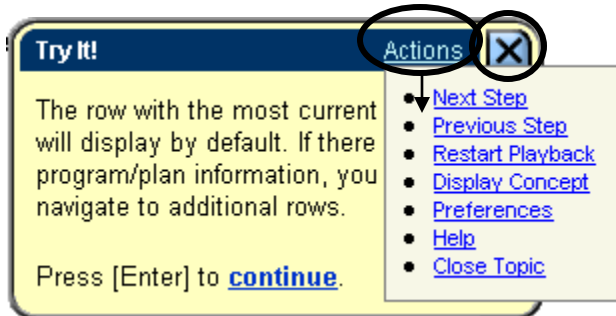 Try It! Actions X
The row with the most current
will display by default. If there
program/plan information, you
navigate to additional rows.
Press [Enter] to continue.
Next Step
Previous Step
Restart Playback
Display Concept
Preferences
Help
Close Topic